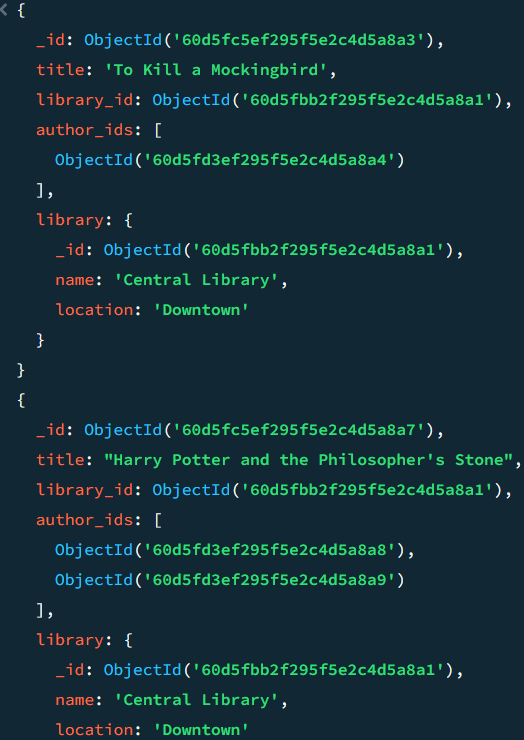 {
_id: ObjectId('60d5fc5ef295f5e2c4d5a8a3'),
title: 'To Kill a Mockingbird',
library_id: ObjectId('60d5fbb2f295f5e2c4d5a8a1'),
author_ids: [
ObjectId('60d5fd3ef295f5e2c4d5a8a4')
],
library: {
_id: ObjectId('60d5fbb2f295f5e2c4d5a8a1'),
name: 'Central Library',
location: 'Downtown'
}
}
{
_id: ObjectId('60d5fc5ef295f5e2c4d5a8a7'),
title: "Harry Potter and the Philosopher's Stone",
library_id: ObjectId('60d5fbb2f295f5e2c4d5a8a1'),
author_ids: [
ObjectId('60d5fd3ef295f5e2c4d5a8a8'),
ObjectId('60d5fd3ef295f5e2c4d5a8a9')
],
library: {
_id: ObjectId('60d5fbb2f295f5e2c4d5a8a1'),
name: 'Central Library',
location: 'Downtown'